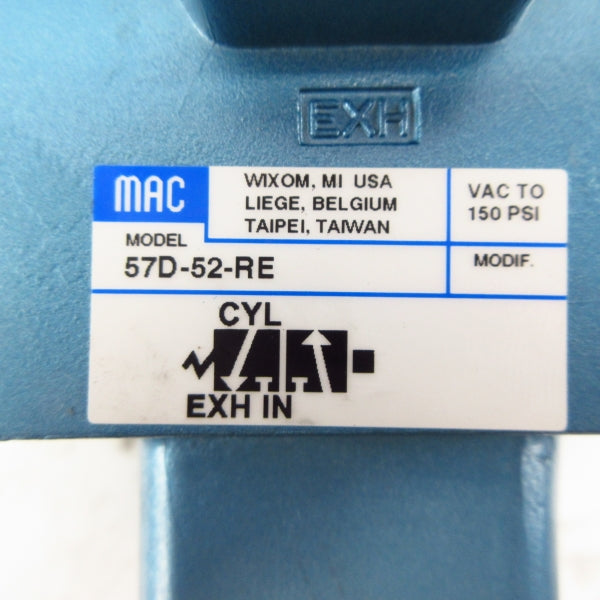 EXH
MAC
WIXOM, MI USA
LIEGE, BELGIUM
TAIPEI, TAIWAN
VAC TO
150 PSI
MODEL
57D-52-RE
MODIF.
CYL
EXH IN